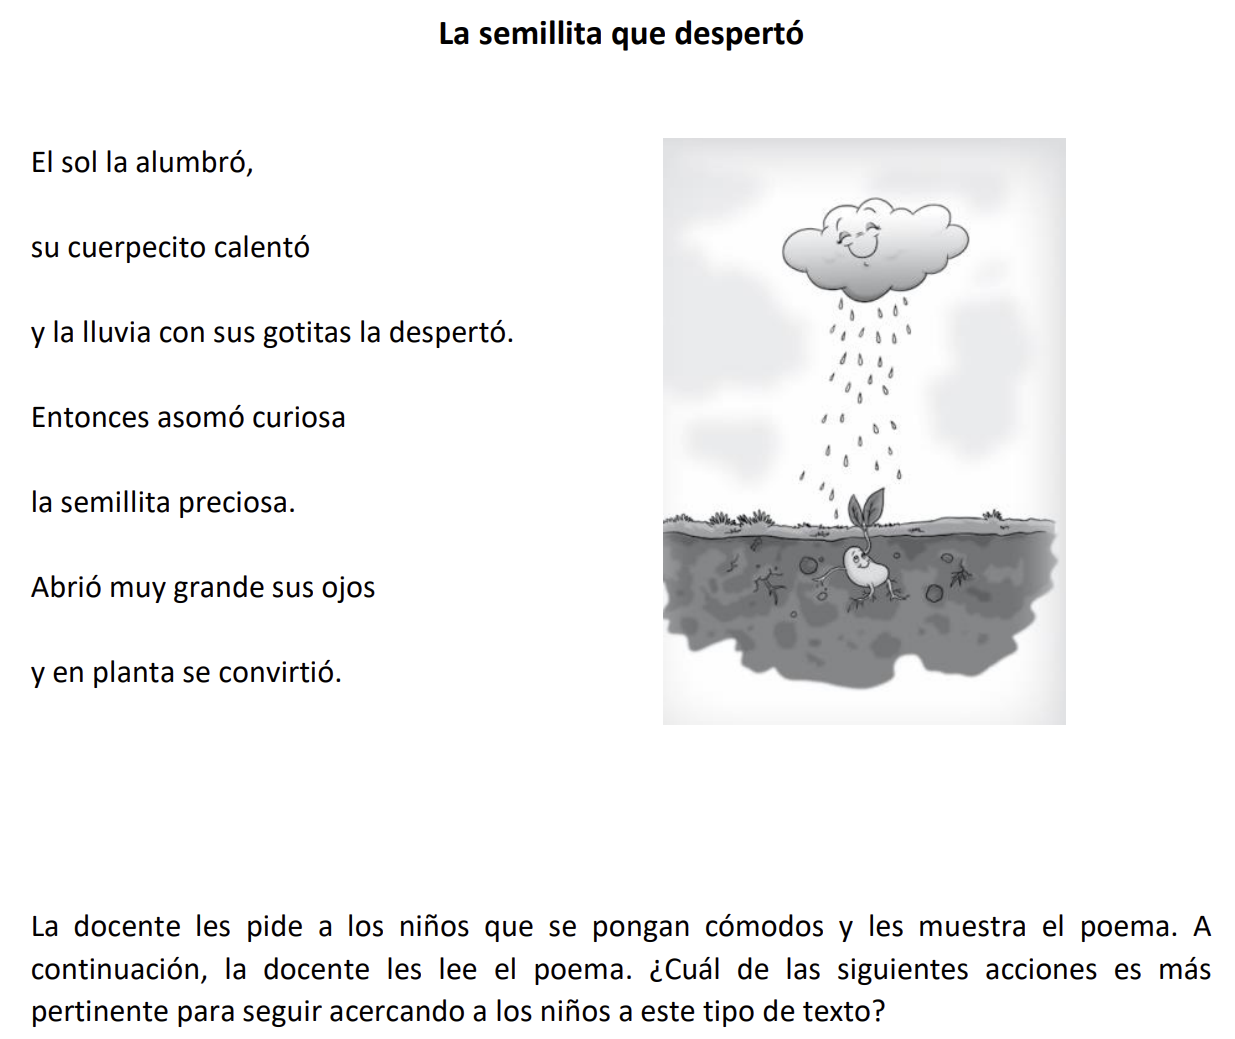 La semillita que despertó
El sol la alumbró,
su cuerpecito calentó
y la lluvia con sus gotitas la despertó.
Entonces asomó curiosa
la semillita preciosa.
Abrió muy grande sus ojos
y en planta se convirtió.
La docente les pide a los niños que se pongan cómodos y les muestra el poema. A
continuación, la docente les lee el poema. ¿Cuál de las siguientes acciones es más
pertinente para seguir acercando a los niños a este tipo de texto?